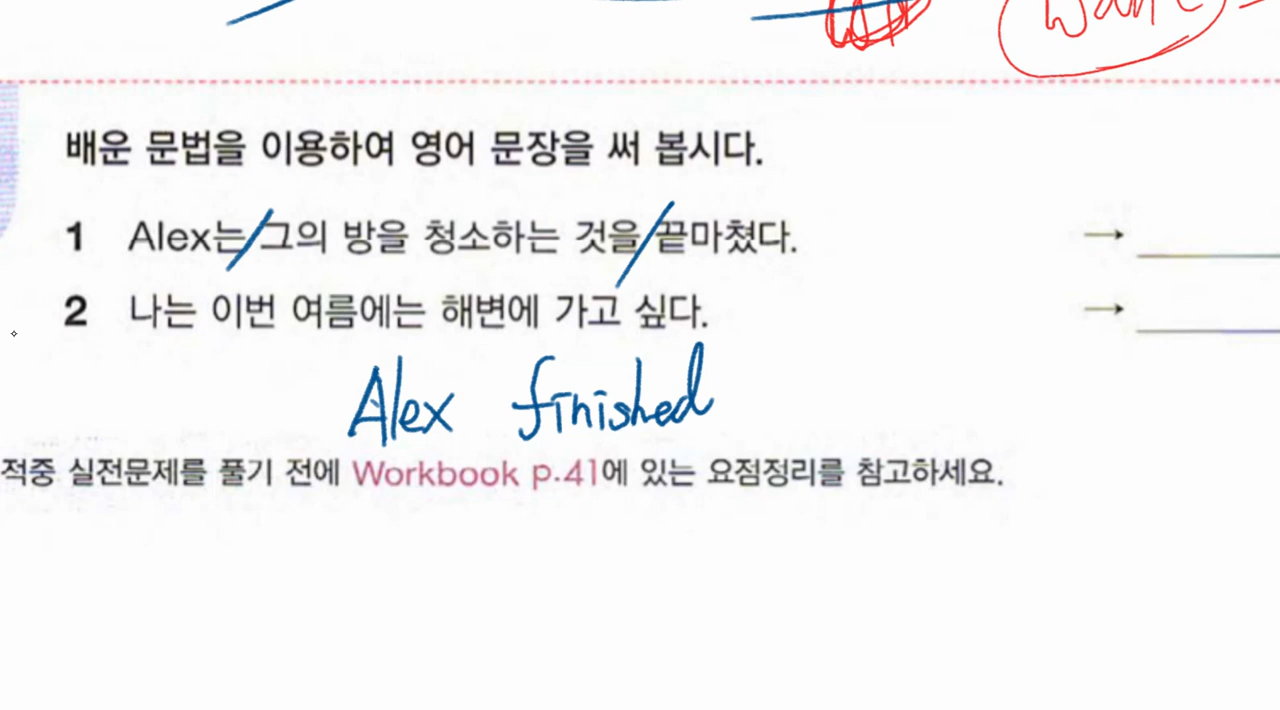 want
배운 문법을 이용하여 영어 문장을 써 봅시다.
1 Alex는/그의 방을 청소하는 것을/끝마쳤다. →
2 나는 이번 여름에는 해변에 가고 싶다. →
Alex finished
적중 실전문제를 풀기 전에 Workbook p.41에 있는 요점정리를 참고하세요.